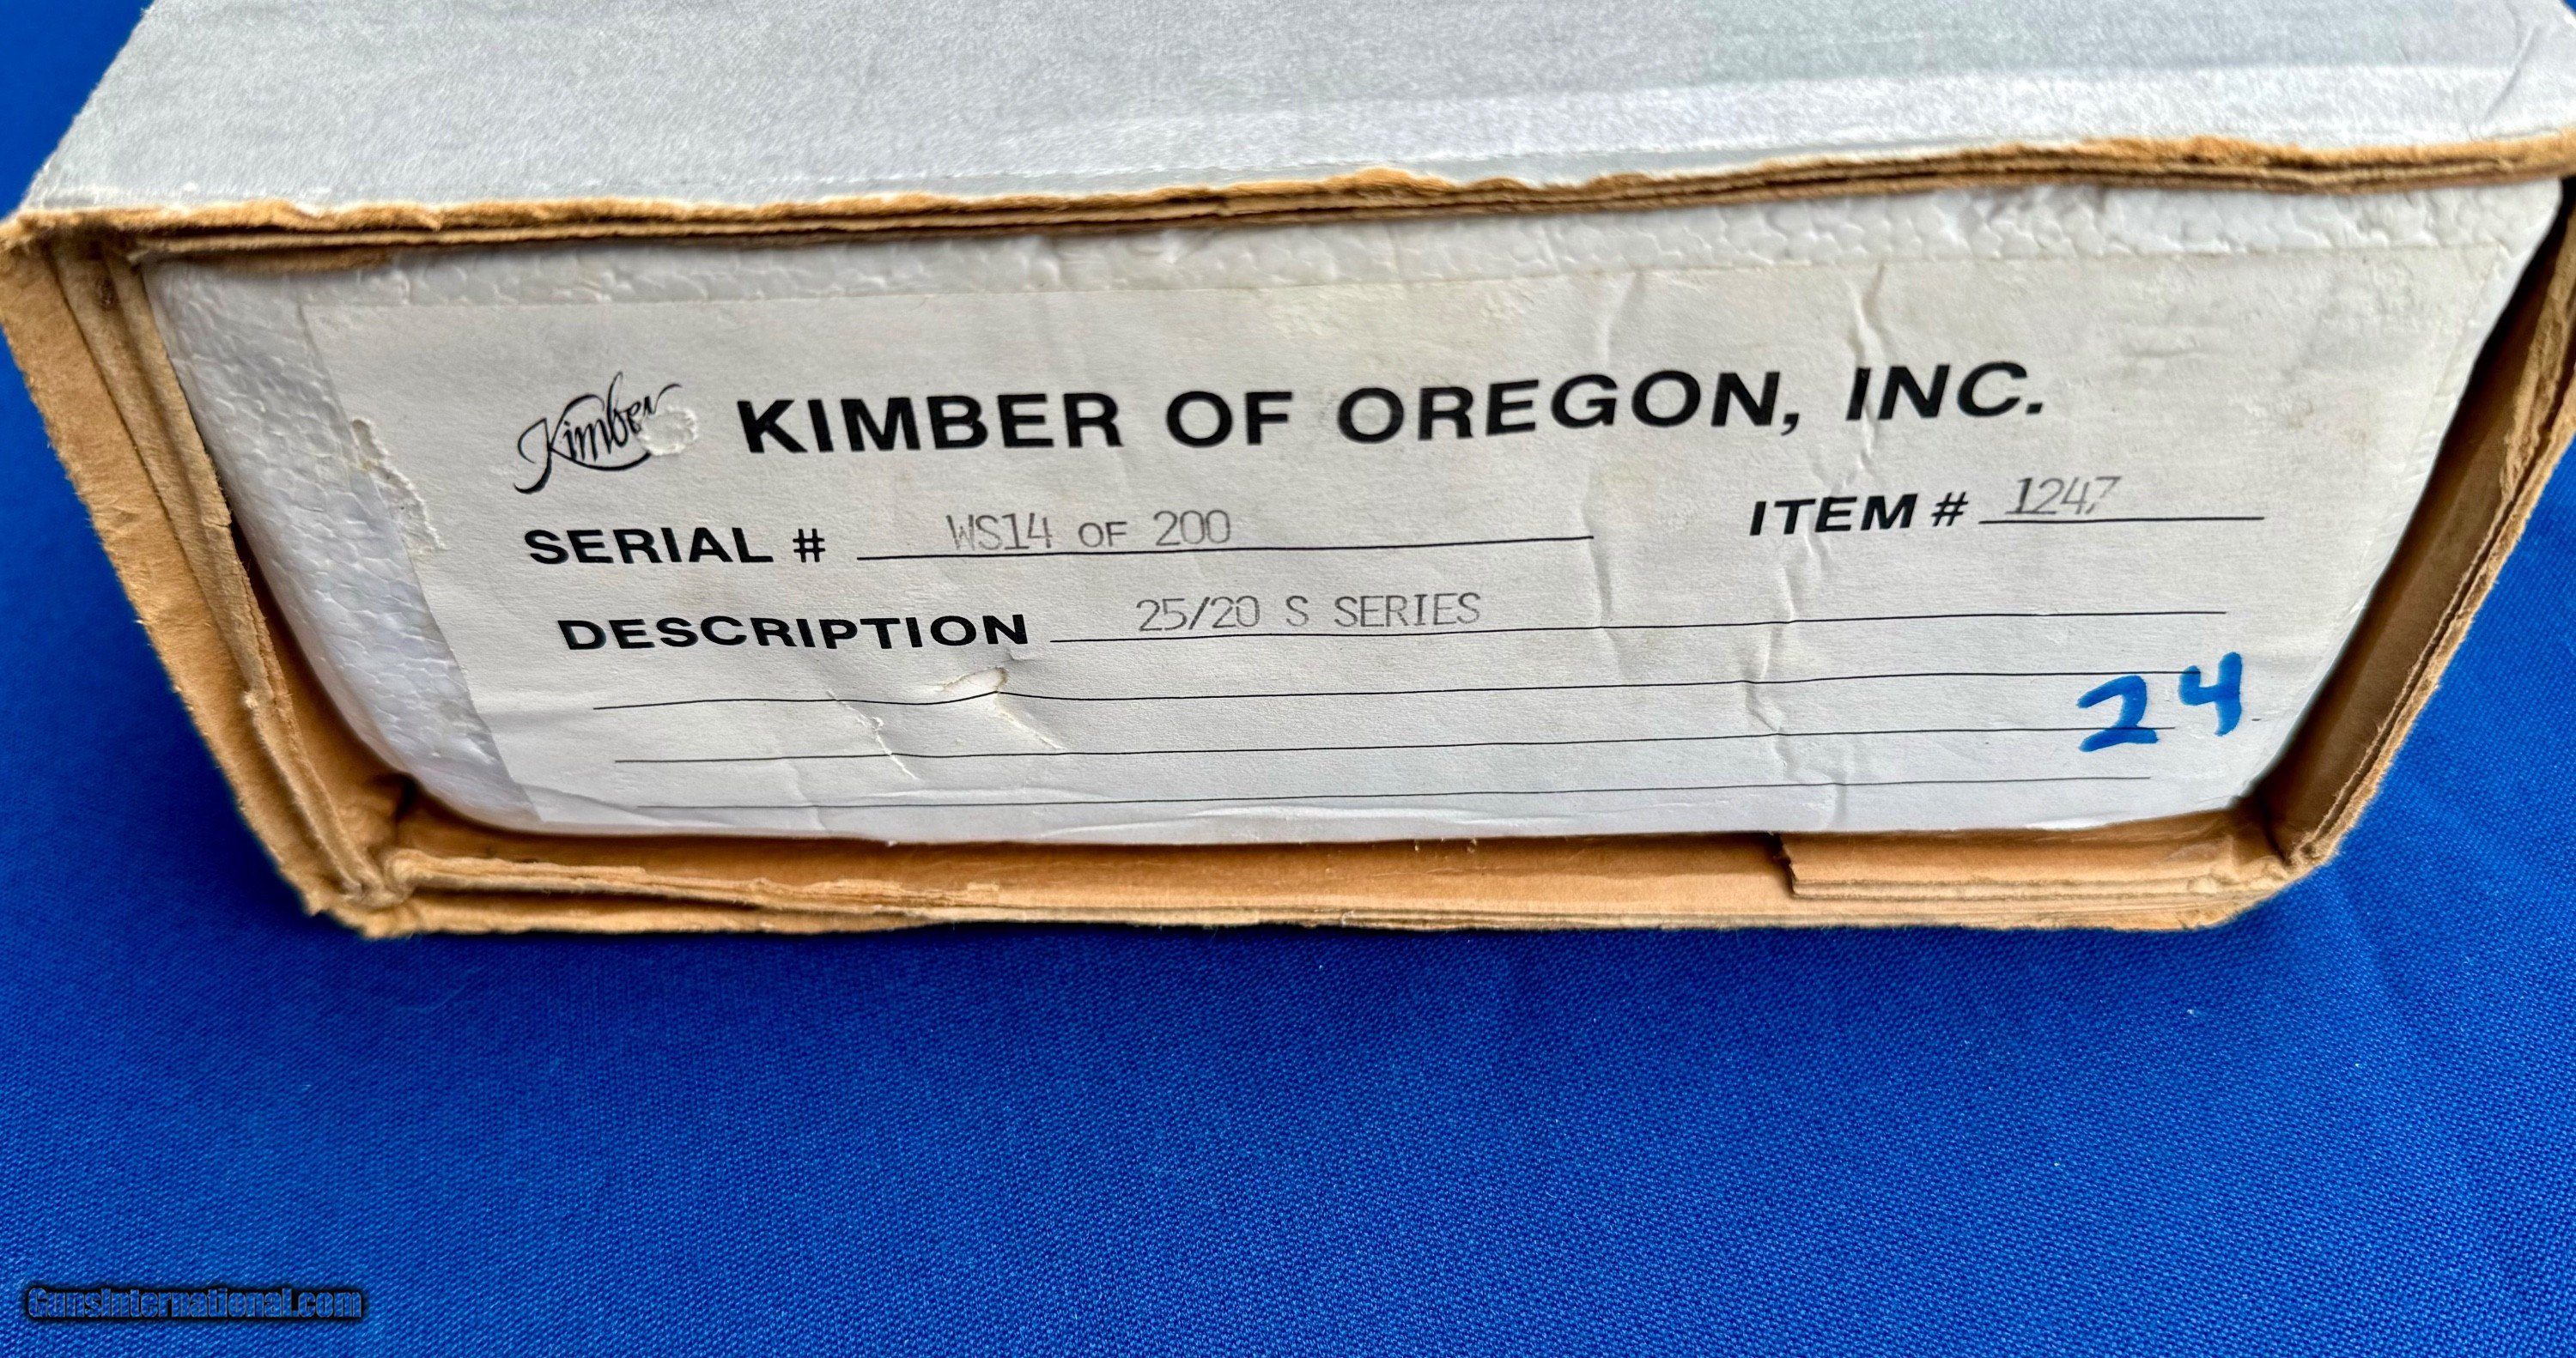 Kimber KIMBER OF OREGON, INC.
SERIAL # WS14 OF 200 ITEM # 1247
DESCRIPTION 25/20 S SERIES
24
GunsInternational.com